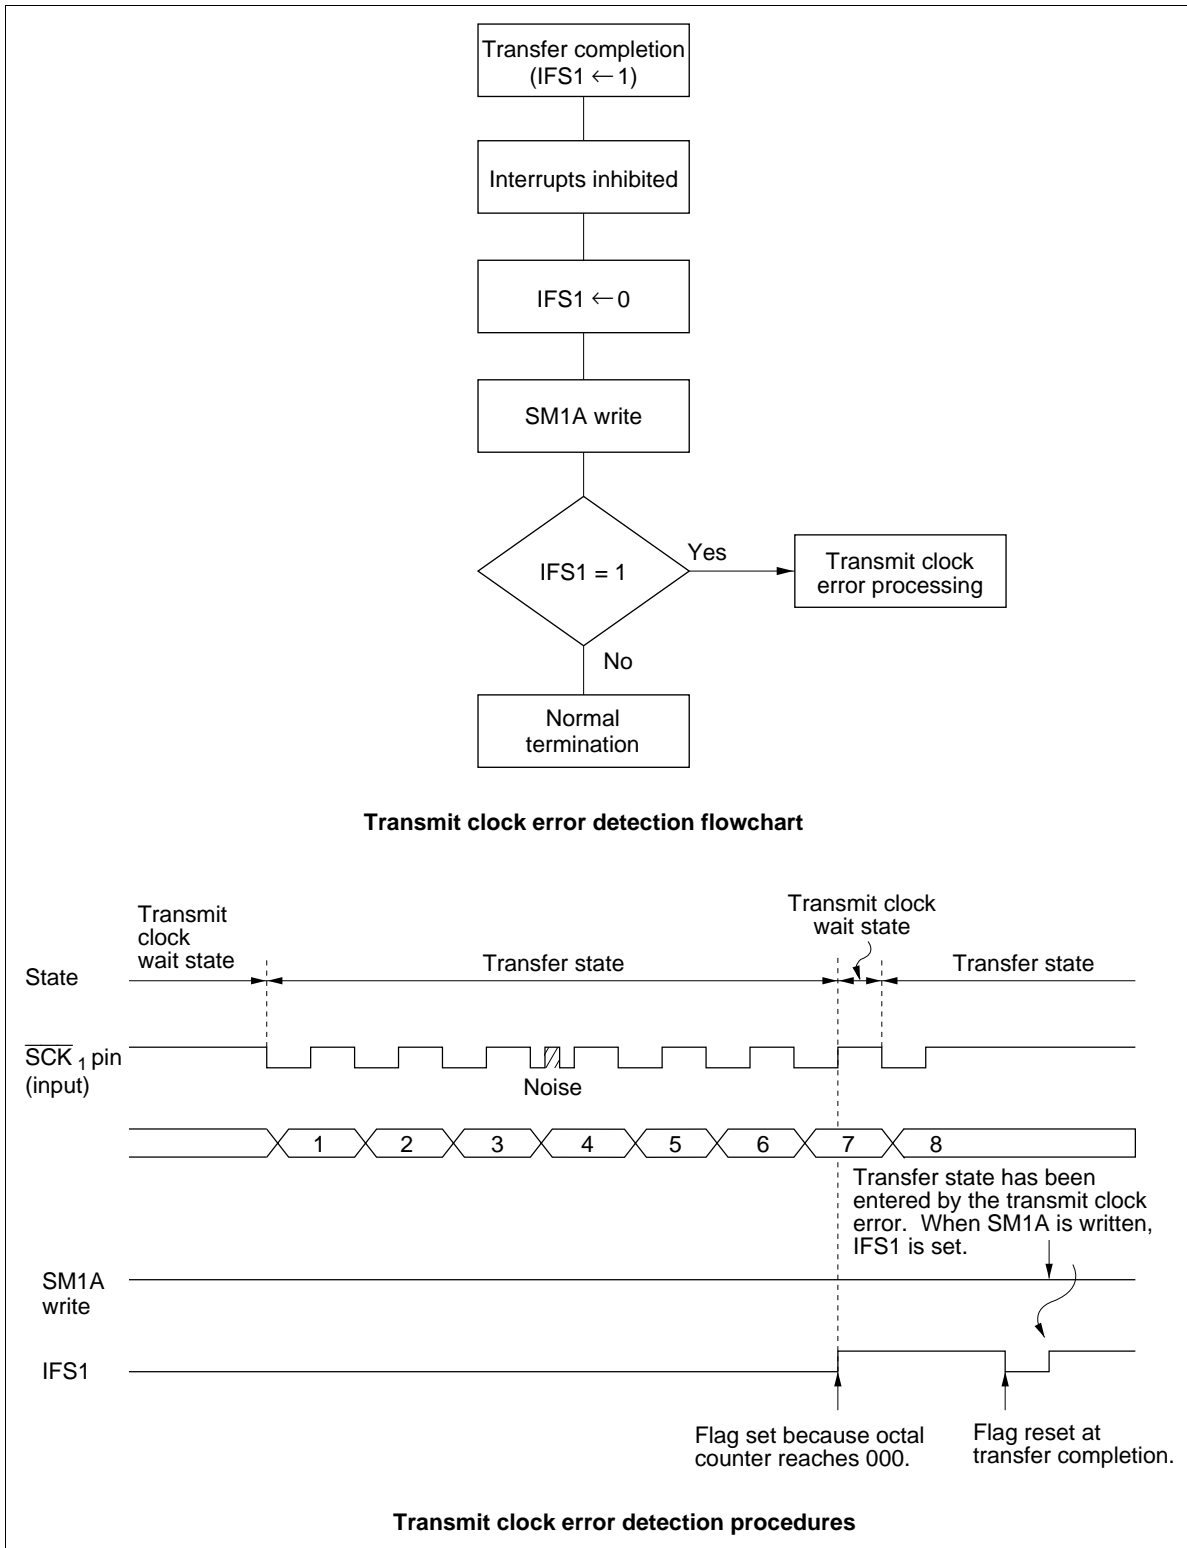 Transfer completion
(IFS1 ← 1)
Interrupts inhibited
IFS1 ← 0
SM1A write
IFS1 = 1
Yes
Transmit clock
error processing
No
Normal
termination
Transmit clock error detection flowchart
Transmit
clock
wait state
Transmit clock
wait state
State
Transfer state
Transfer state
SCK 1 pin
(input)
Noise
1 2 3 4 5 6 7 8
Transfer state has been
entered by the transmit clock
error. When SM1A is written,
IFS1 is set.
SM1A
write
IFS1
Flag set because octal
counter reaches 000.
Flag reset at
transfer completion.
Transmit clock error detection procedures